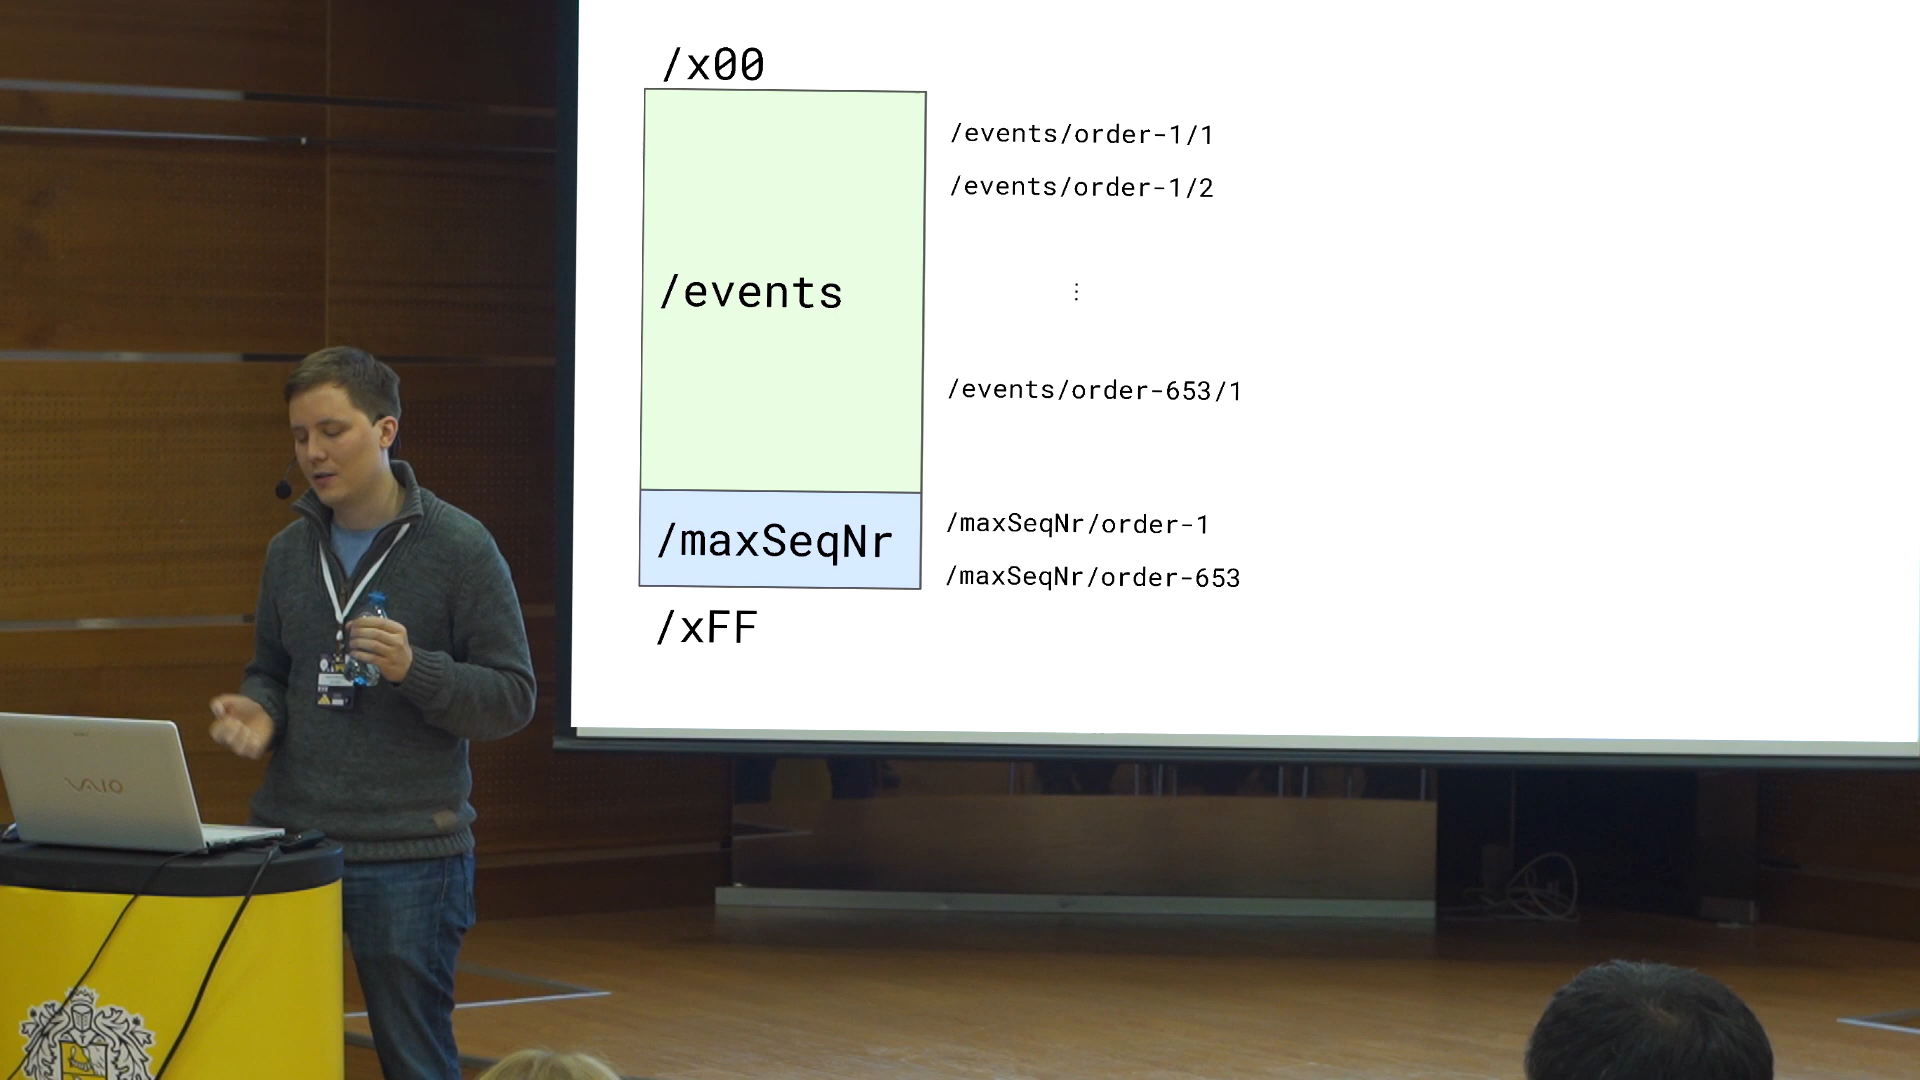 /x00
/events
/maxSeqNr
/xFF
/events/order-1/1
/events/order-1/2
⋮
/events/order-653/1
/maxSeqNr/order-1
/maxSeqNr/order-653
VAIO